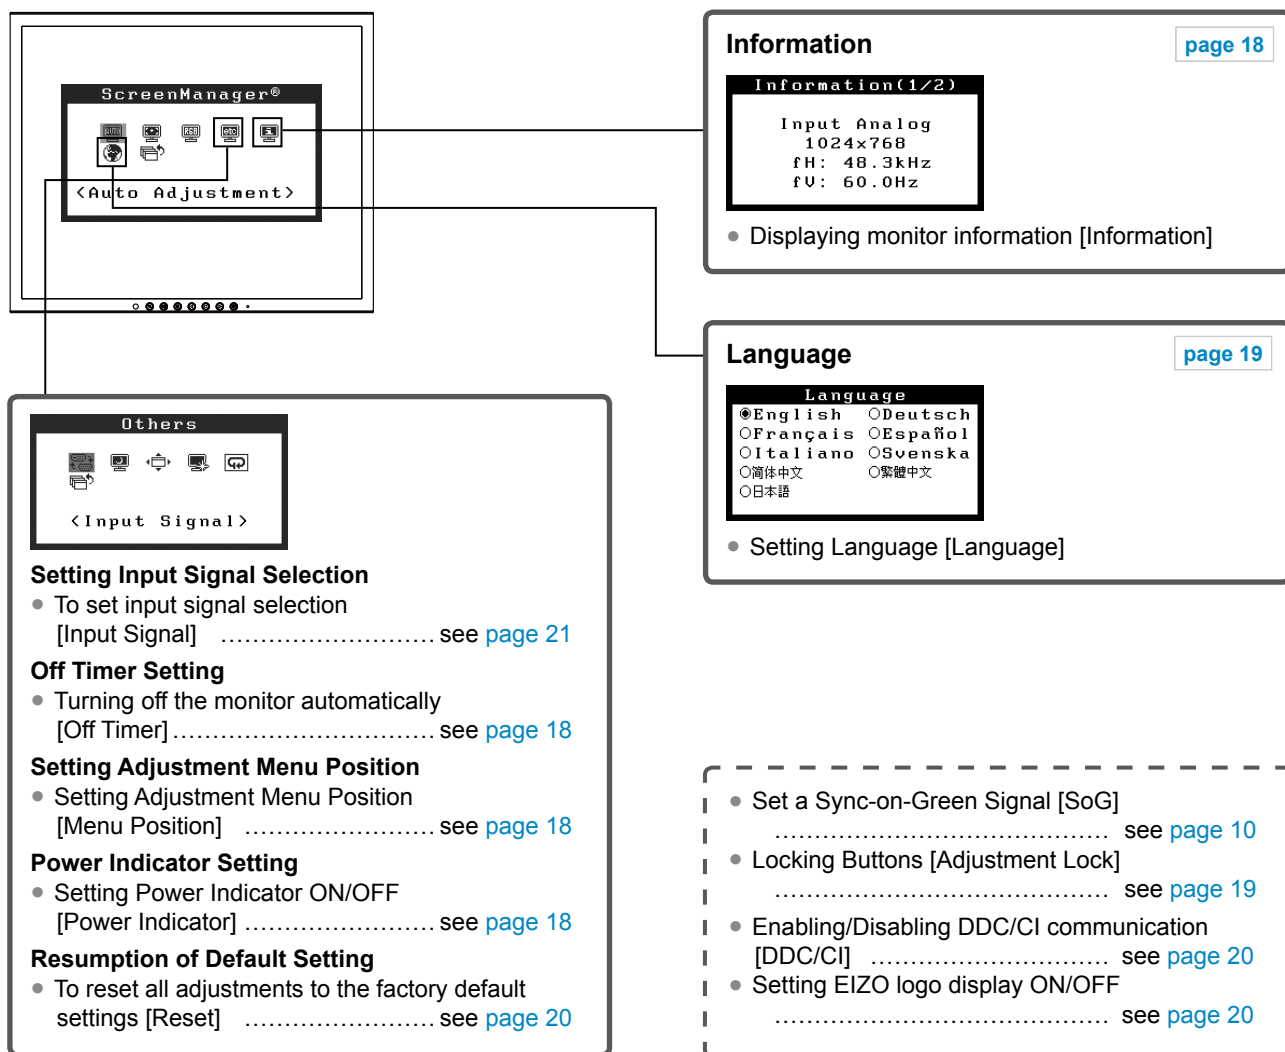 ScreenManager®
<Auto Adjustment>
Information
page 18
Information(1/2)
Input Analog
1024x768
fH: 48.3kHz
fV: 60.0Hz
• Displaying monitor information [Information]
Language
page 19
Language
English Deutsch
Français Español
Italiano Svenska
简体中文 繁體中文
日本語
• Setting Language [Language]
Others
<Input Signal>
Setting Input Signal Selection
• To set input signal selection
[Input Signal] ........................... see page 21
Off Timer Setting
• Turning off the monitor automatically
[Off Timer] ................................. see page 18
Setting Adjustment Menu Position
• Setting Adjustment Menu Position
[Menu Position] ........................ see page 18
Power Indicator Setting
• Setting Power Indicator ON/OFF
[Power Indicator] ........................ see page 18
Resumption of Default Setting
• To reset all adjustments to the factory default
settings [Reset] ........................ see page 20
• Set a Sync-on-Green Signal [SoG]
.......................................... see page 10
• Locking Buttons [Adjustment Lock]
.......................................... see page 19
• Enabling/Disabling DDC/CI communication
[DDC/CI] .............................. see page 20
• Setting EIZO logo display ON/OFF
.......................................... see page 20